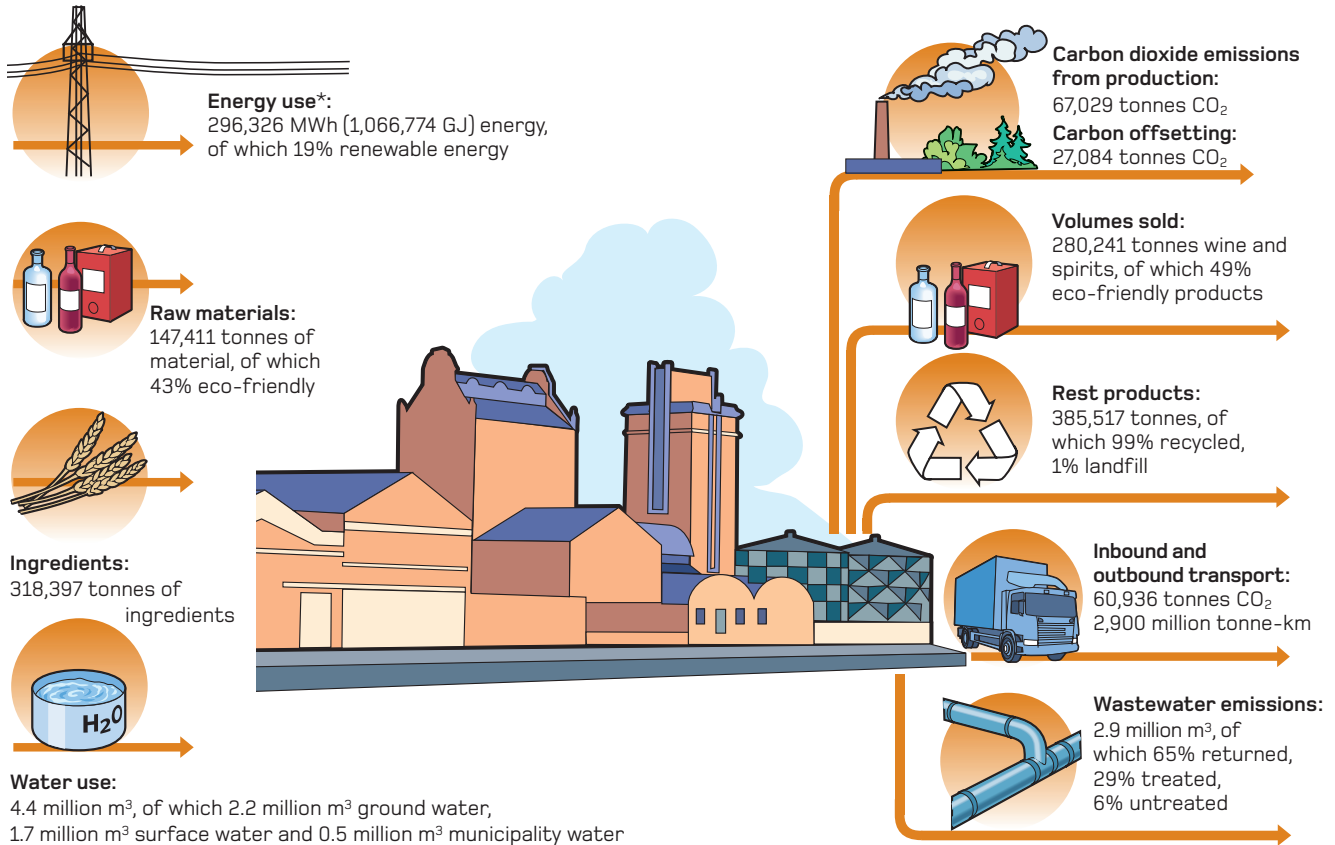 Energy use*:
296,326 MWh (1,066,774 GJ) energy,
of which 19% renewable energy
Raw materials:
147,411 tonnes of
material, of which
43% eco-friendly
Ingredients:
318,397 tonnes of
ingredients
H₂O
Water use:
4.4 million m³, of which 2.2 million m³ ground water,
1.7 million m³ surface water and 0.5 million m³ municipality water
Carbon dioxide emissions
from production:
67,029 tonnes CO₂
Carbon offsetting:
27,084 tonnes CO₂
Volumes sold:
280,241 tonnes wine and
spirits, of which 49%
eco-friendly products
Rest products:
385,517 tonnes, of
which 99% recycled,
1% landfill
Inbound and
outbound transport:
60,936 tonnes CO₂
2,900 million tonne-km
Wastewater emissions:
2.9 million m³, of
which 65% returned,
29% treated,
6% untreated